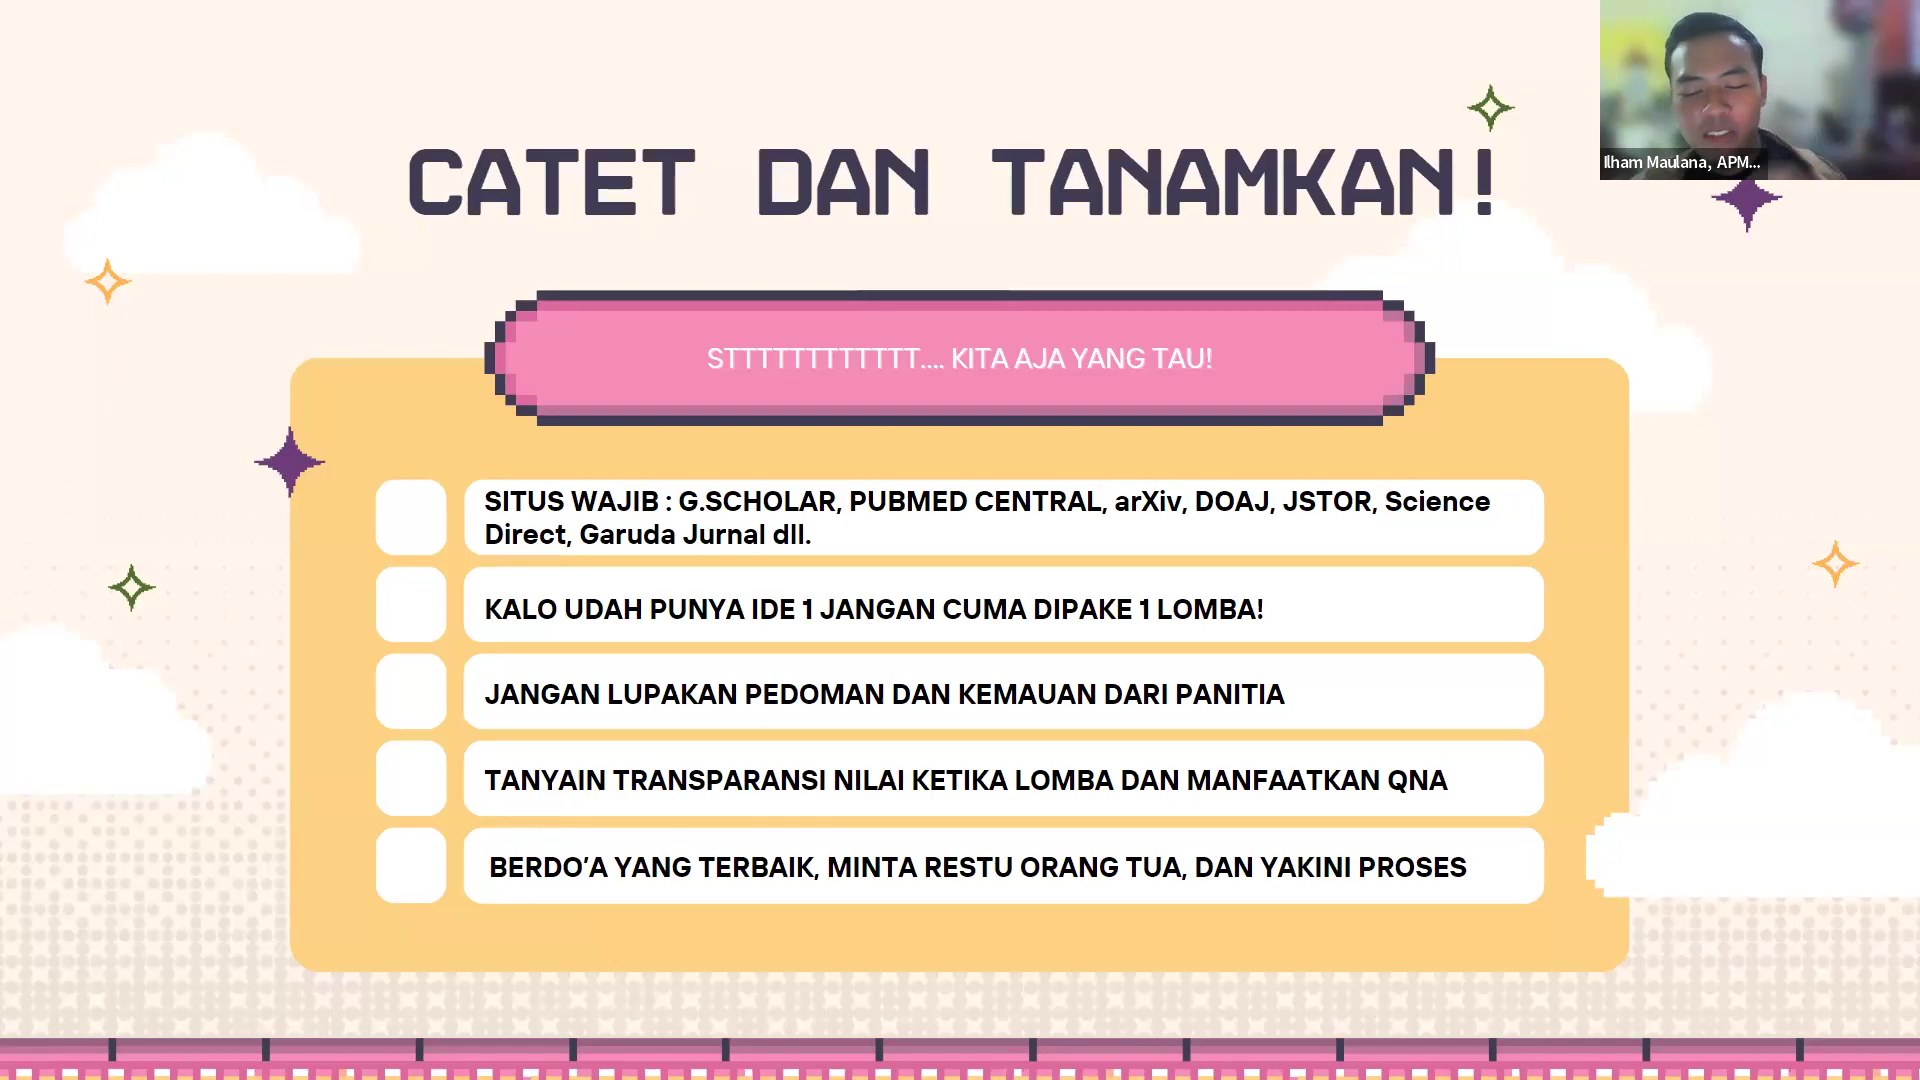 CATET DAN TANAMKAN!
Ilham Maulana, APM...
STTTTTTTTTTTT.... KITA AJA YANG TAU!
SITUS WAJIB : G.SCHOLAR, PUBMED CENTRAL, arXiv, DOAJ, JSTOR, Science
Direct, Garuda Jurnal dll.
KALO UDAH PUNYA IDE 1 JANGAN CUMA DIPAKE 1 LOMBA!
JANGAN LUPAKAN PEDOMAN DAN KEMAUAN DARI PANITIA
TANYAIN TRANSPARANSI NILAI KETIKA LOMBA DAN MANFAATKAN QNA
BERDO’A YANG TERBAIK, MINTA RESTU ORANG TUA, DAN YAKINI PROSES